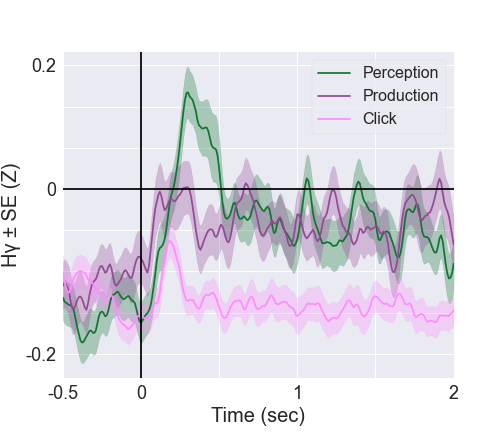 0.2
0
-0.2
Hγ ± SE (Z)
Perception
Production
Click
-0.5
0
1
2
Time (sec)